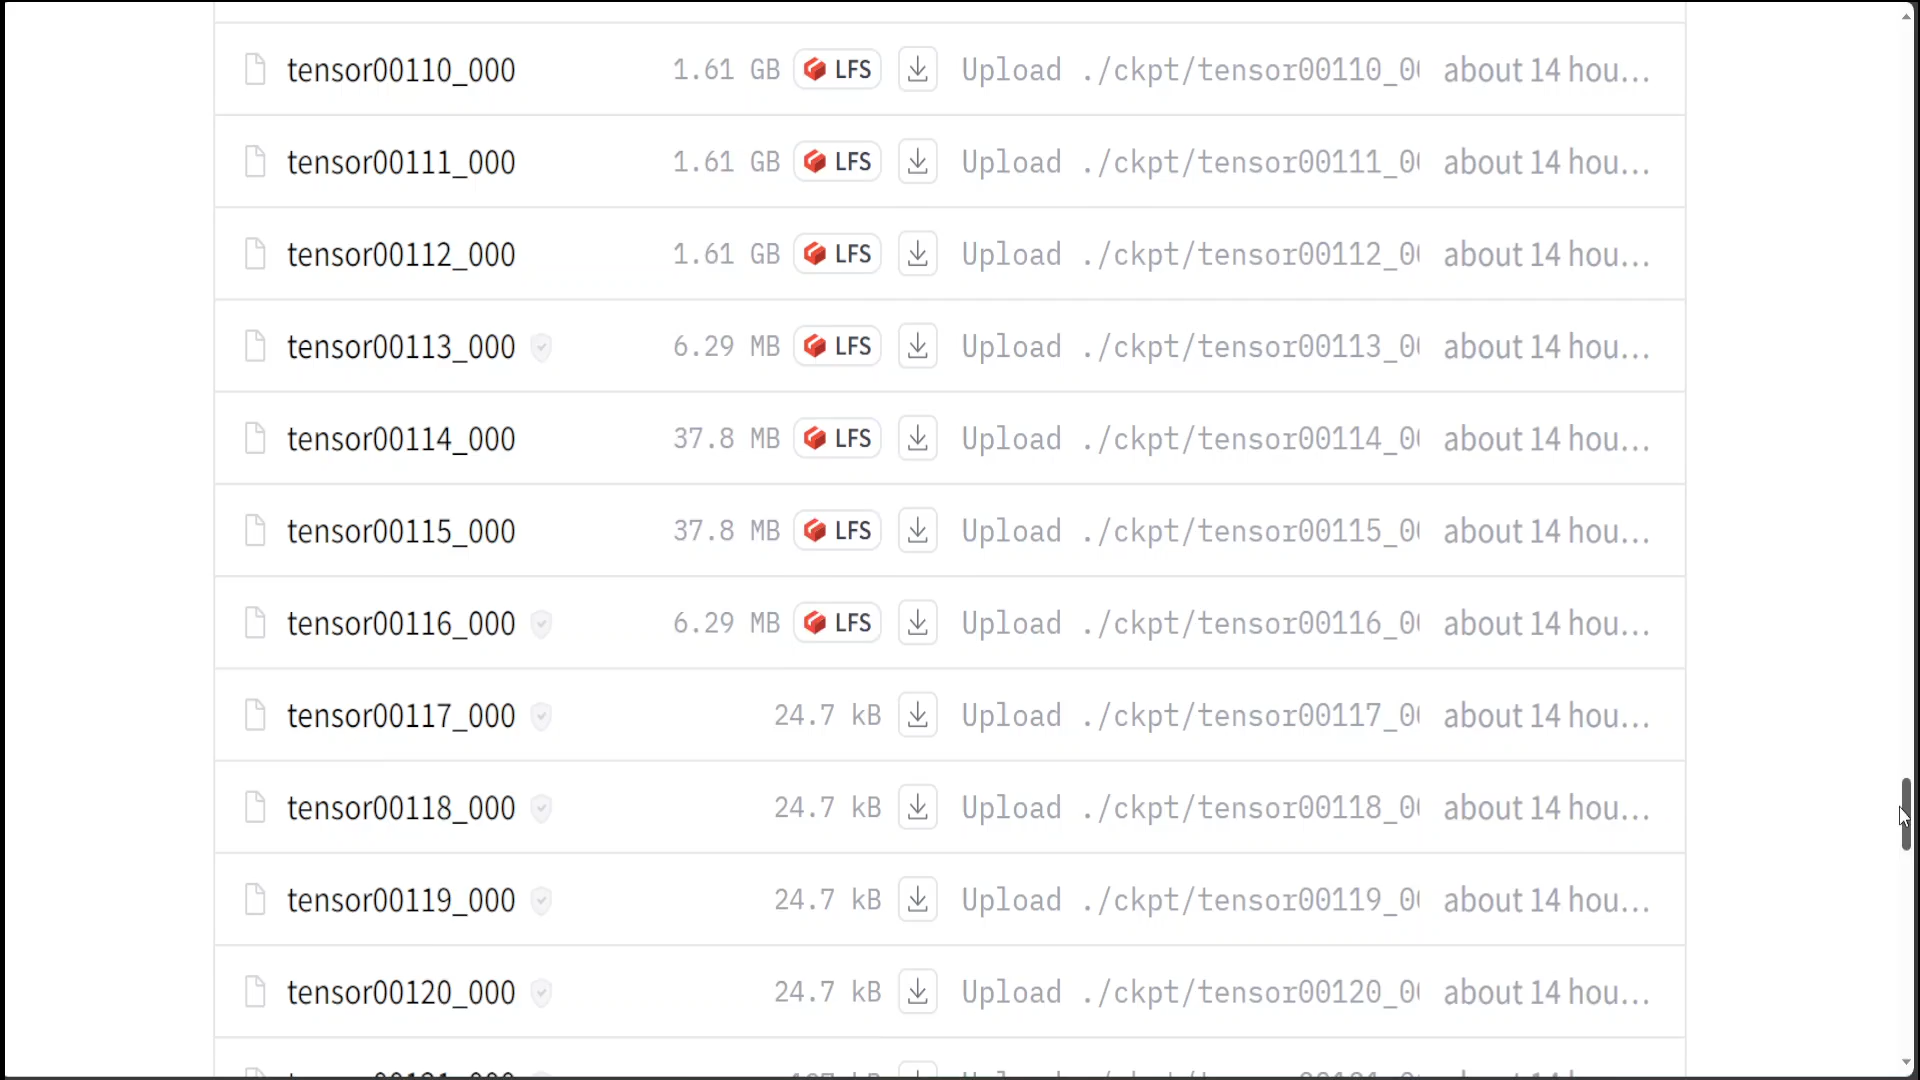 tensor00110_000 1.61 GB LFS Upload ./ckpt/tensor00110_0 about 14 hou...
tensor00111_000 1.61 GB LFS Upload ./ckpt/tensor00111_0 about 14 hou...
tensor00112_000 1.61 GB LFS Upload ./ckpt/tensor00112_0 about 14 hou...
tensor00113_000 6.29 MB LFS Upload ./ckpt/tensor00113_0 about 14 hou...
tensor00114_000 37.8 MB LFS Upload ./ckpt/tensor00114_0 about 14 hou...
tensor00115_000 37.8 MB LFS Upload ./ckpt/tensor00115_0 about 14 hou...
tensor00116_000 6.29 MB LFS Upload ./ckpt/tensor00116_0 about 14 hou...
tensor00117_000 24.7 kB Upload ./ckpt/tensor00117_0 about 14 hou...
tensor00118_000 24.7 kB Upload ./ckpt/tensor00118_0 about 14 hou...
tensor00119_000 24.7 kB Upload ./ckpt/tensor00119_0 about 14 hou...
tensor00120_000 24.7 kB Upload ./ckpt/tensor00120_0 about 14 hou...